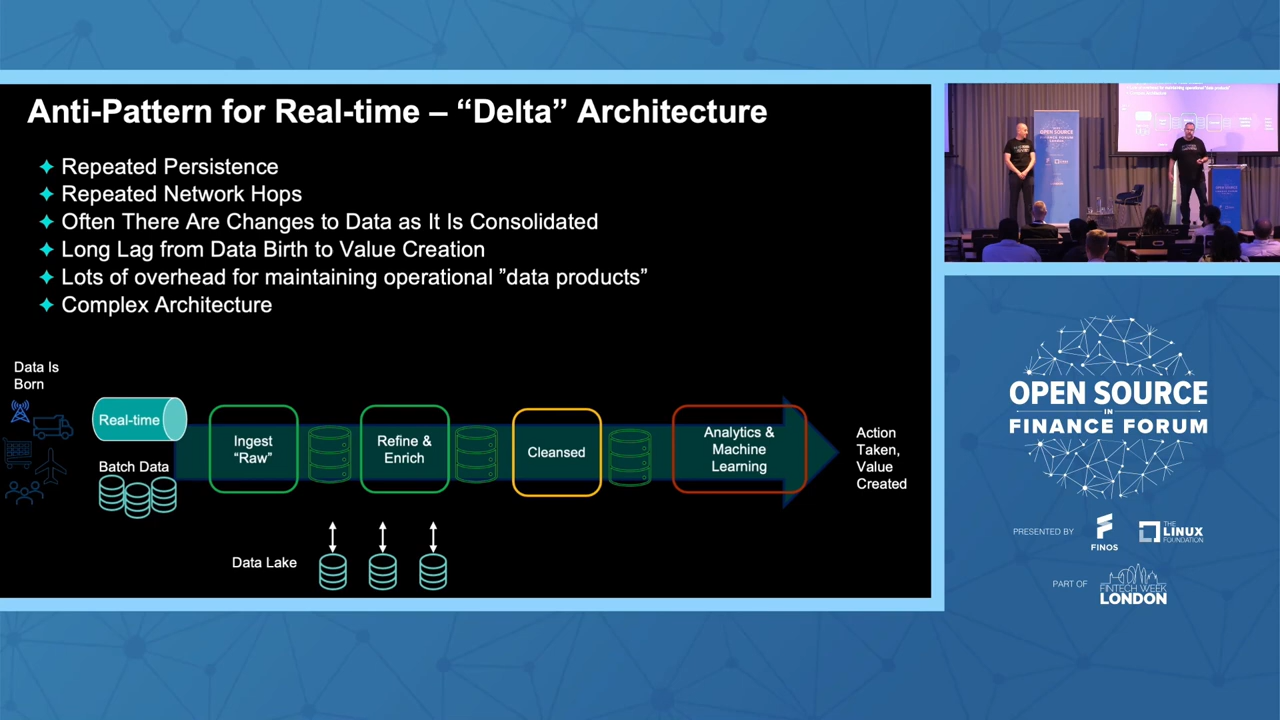 Anti-Pattern for Real-time – “Delta” Architecture
Repeated Persistence
Repeated Network Hops
Often There Are Changes to Data as It Is Consolidated
Long Lag from Data Birth to Value Creation
Lots of overhead for maintaining operational ”data products”
Complex Architecture
Data Is
Born
Real-time
Batch Data
Ingest
“Raw”
Refine &
Enrich
Cleansed
Analytics &
Machine
Learning
Action
Taken,
Value
Created
Data Lake
OPEN SOURCE
FINANCE FORUM
OPEN SOURCE
IN
FINANCE FORUM
PRESENTED BY
FINOS
THE
LINUX
FOUNDATION
PART OF
FINTECH WEEK
LONDON